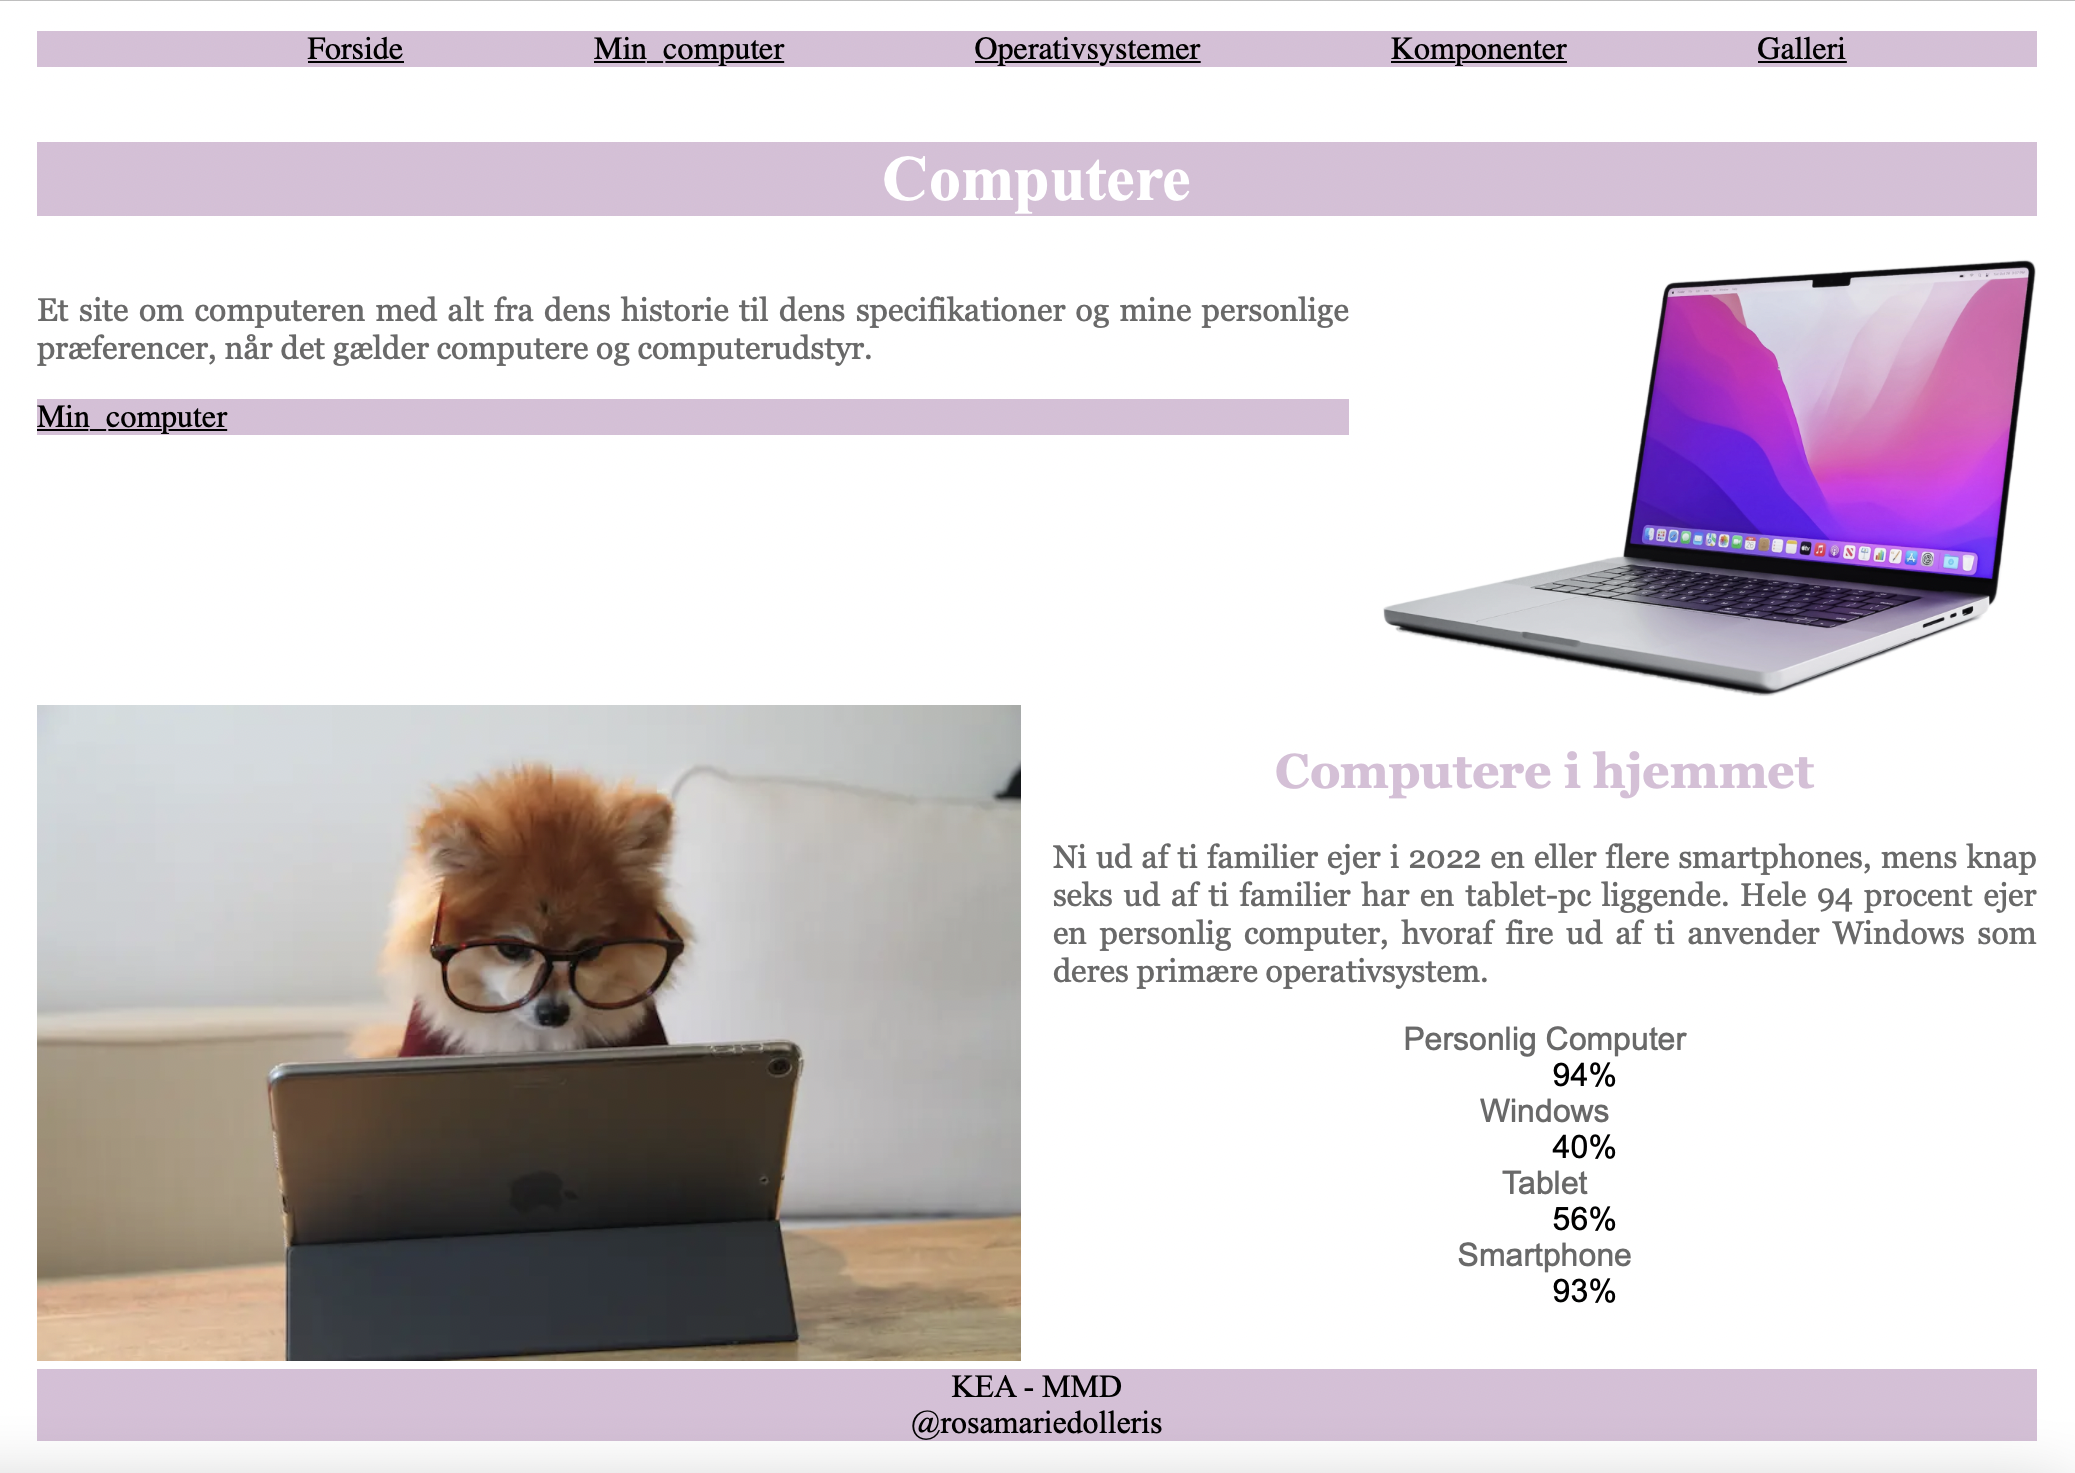 Forside Min_computer Operativsystemer Komponenter Galleri
Computere
Et site om computeren med alt fra dens historie til dens specifikationer og mine personlige
præferencer, når det gælder computere og computerudstyr.
Min_computer
Computere i hjemmet
Ni ud af ti familier ejer i 2022 en eller flere smartphones, mens knap
seks ud af ti familier har en tablet-pc liggende. Hele 94 procent ejer
en personlig computer, hvoraf fire ud af ti anvender Windows som
deres primære operativsystem.
Personlig Computer
94%
Windows
40%
Tablet
56%
Smartphone
93%
KEA - MMD
@rosamariedolleris